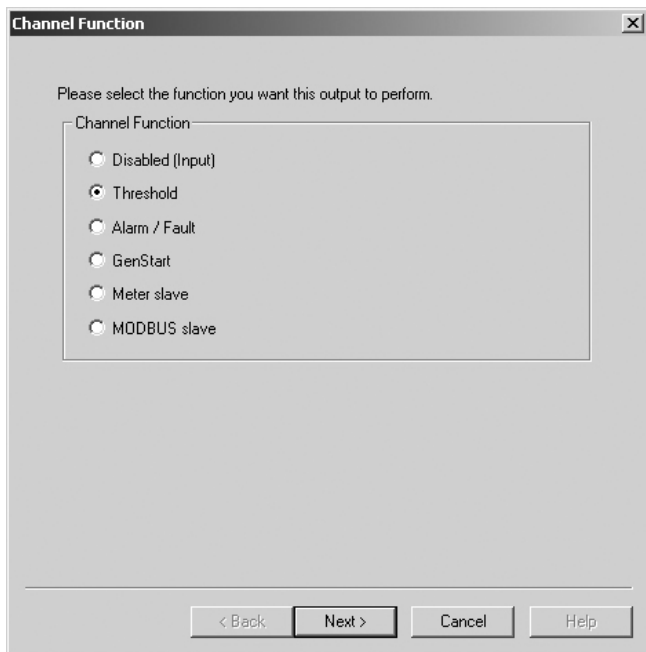 Channel Function
Please select the function you want this output to perform.
Channel Function
Disabled (Input)
Threshold
Alarm / Fault
GenStart
Meter slave
MODBUS slave
< Back Next > Cancel Help